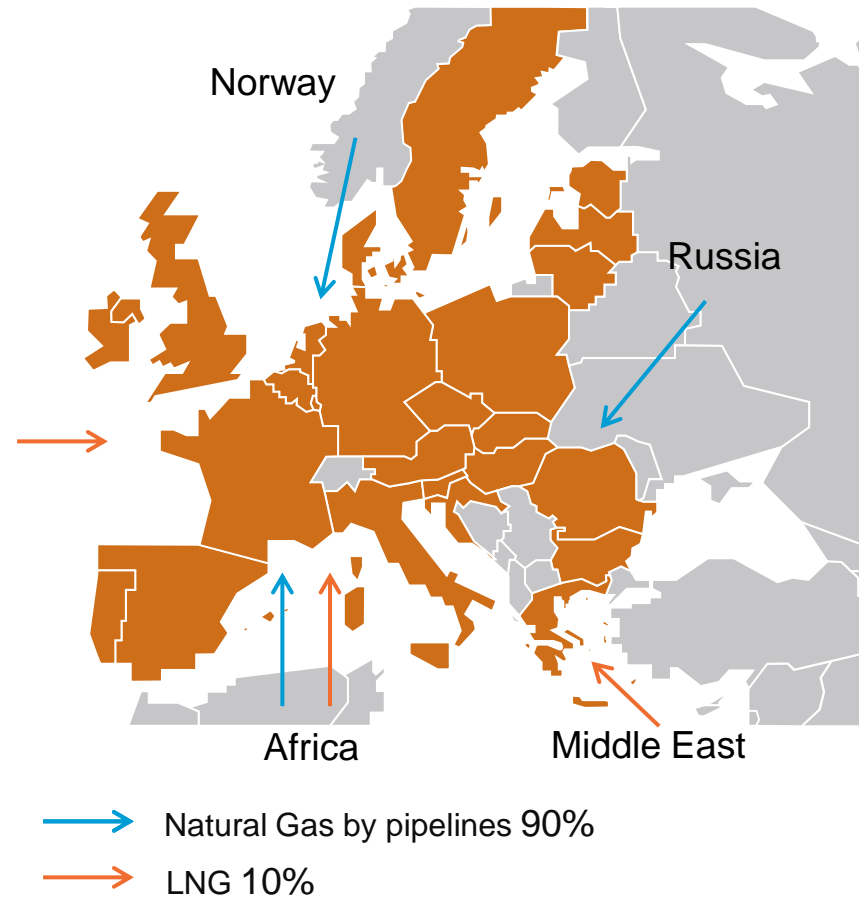 Norway
Russia
Africa
Middle East
Natural Gas by pipelines 90%
LNG 10%